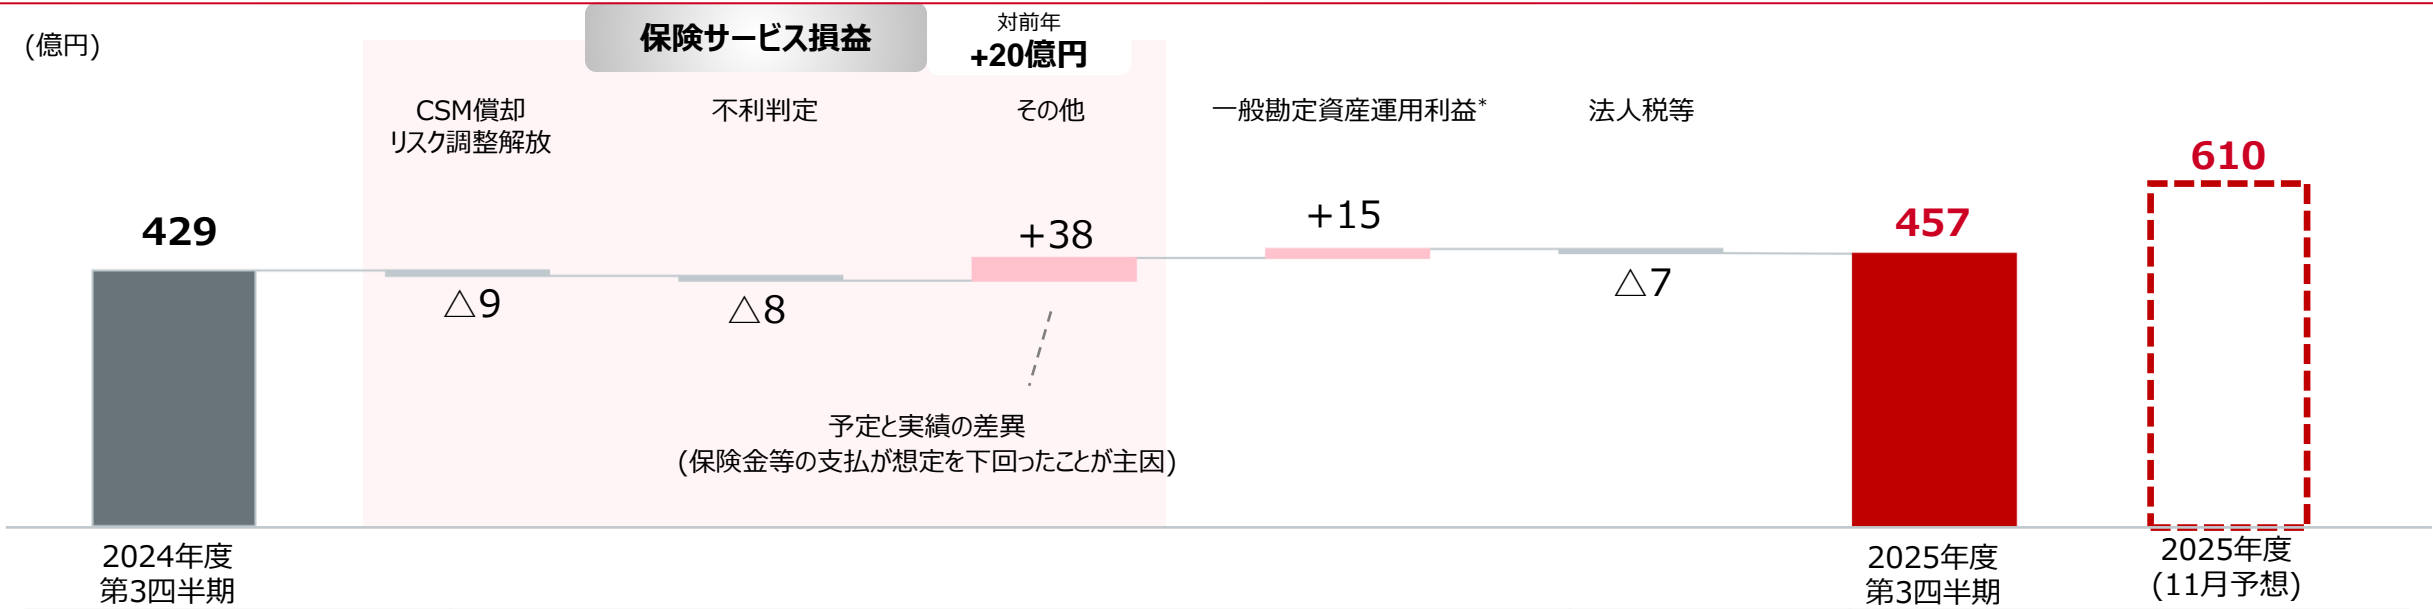 (億円)
保険サービス損益
対前年
+20億円
CSM償却
リスク調整解放
不利判定
その他
一般勘定資産運用利益*
法人税等
429
△9
△8
+38
+15
△7
457
610
予定と実績の差異
(保険金等の支払が想定を下回ったことが主因)
2024年度
第3四半期
2025年度
第3四半期
2025年度
(11月予想)